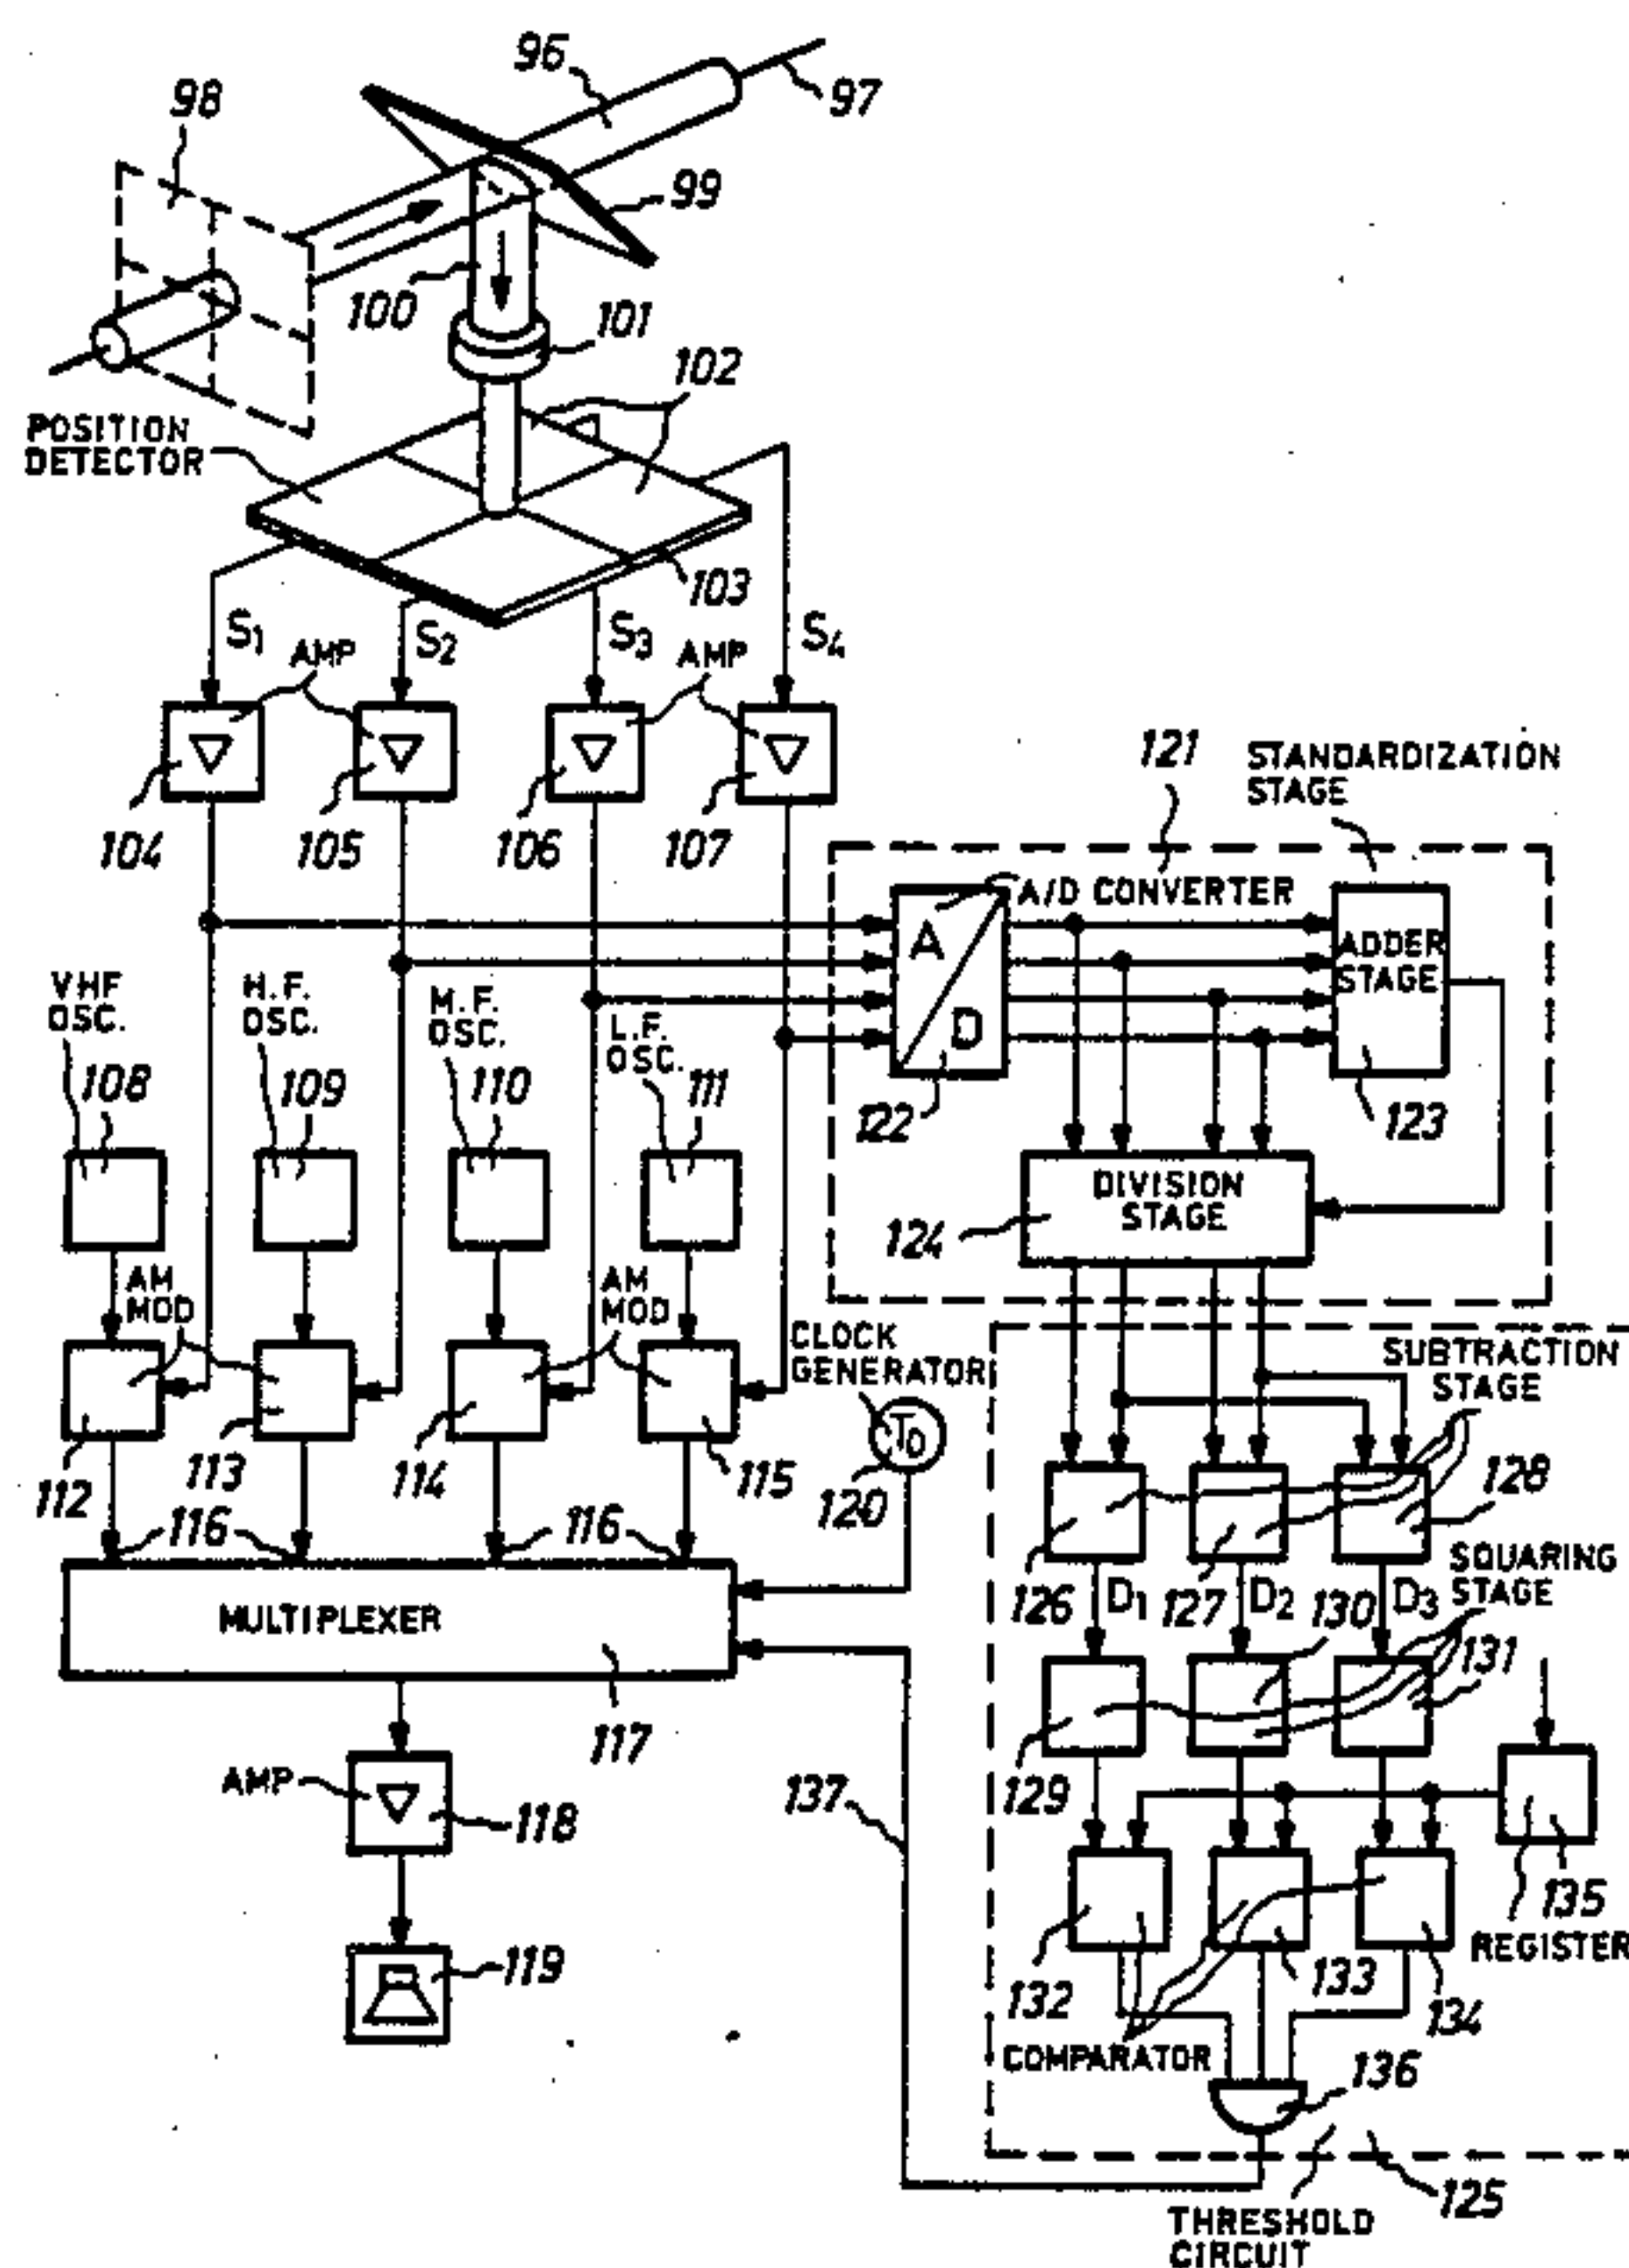 96
97
98
99
100
101
102
POSITION
DETECTOR
103
S1
AMP
S2
S3
AMP
S4
104
105
106
107
121
STANDARDIZATION
STAGE
A/D CONVERTER
A
D
ADDER
STAGE
122
123
VHF
OSC.
H.F.
OSC.
M.F.
OSC.
L.F.
OSC.
108
109
110
111
DIVISION
STAGE
124
AM
MOD
AM
MOD
CLOCK
GENERATOR
T0
SUBTRACTION
STAGE
112
113
114
115
120
128
116
116
126
D1
127
D2
130
D3
SQUARING
STAGE
131
MULTIPLEXER
117
129
137
AMP
118
135
REGISTER
119
132
133
134
COMPARATOR
136
125
THRESHOLD
CIRCUIT